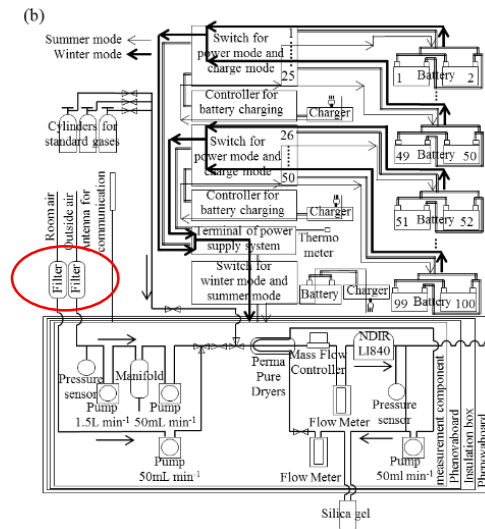 (b)
Summer mode
Winter mode
Switch for
power mode and
charge mode
1
25
Controller for
battery charging
Charger
1 Battery 2
Cylinders for
standard gases
Switch for
power mode and
charge mode
26
50
Controller for
battery charging
Charger
49 Battery 50
51 Battery 52
Room air
Outside air
Antenna for
communication
Terminal of power
supply system
Thermo
meter
Switch for
winter mode and
summer mode
Battery
Charger
99 Battery 100
Filter
Filter
Pressure
sensor
Manifold
Pump
1.5L min-1
Pump
50mL min-1
Pump
50mL min-1
Perma
Pure
Dryers
Mass Flow
Controller
NDIR
LI840
Flow Meter
Flow Meter
Pressure
sensor
Pump
50ml min-1
Silica gel
measurement component
Phenovaboard
Insulation box
Phenovaboard